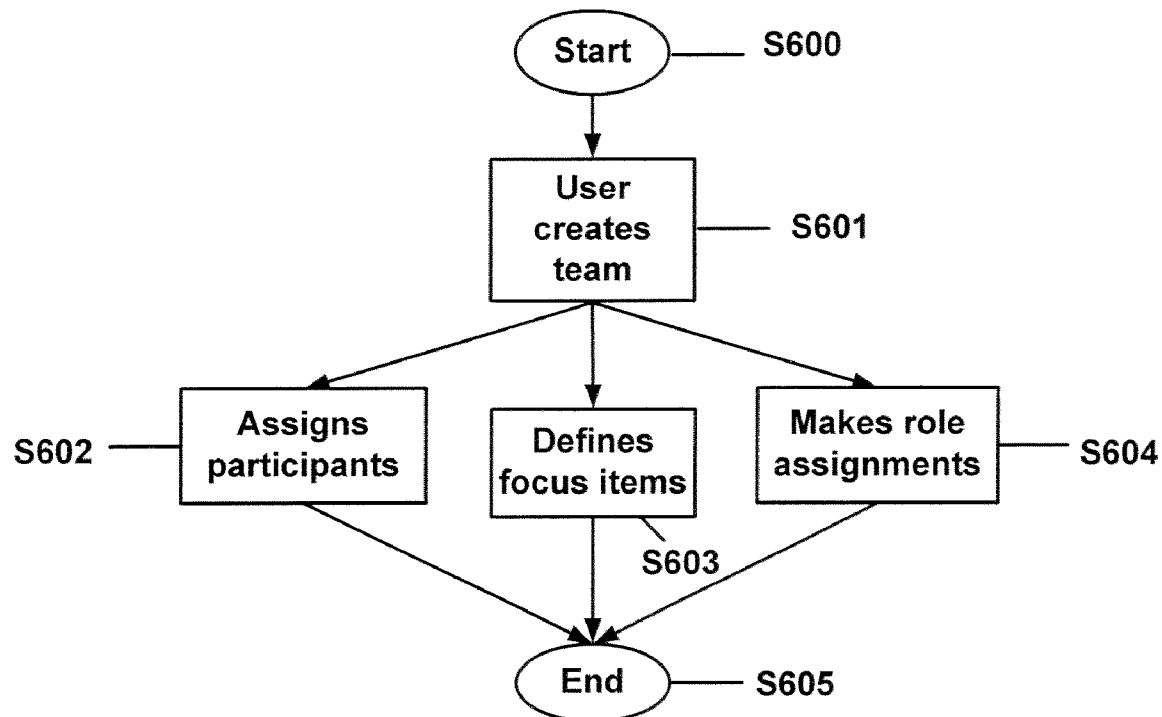 Start
S600
User
creates
team
S601
Assigns
participants
S602
Defines
focus items
S603
Makes role
assignments
S604
End
S605